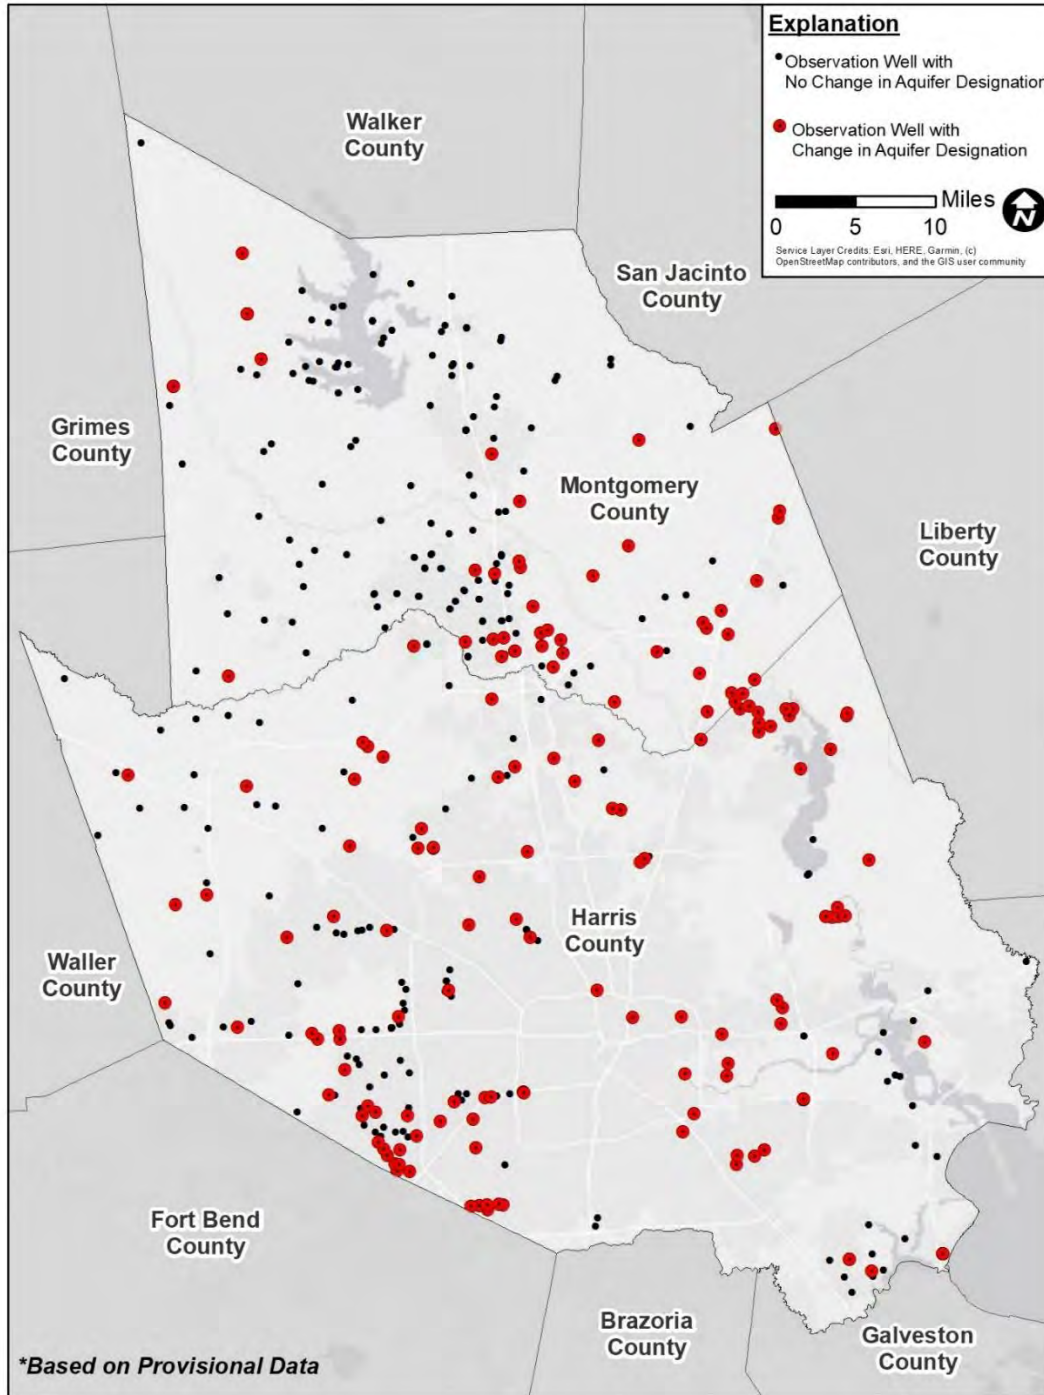 Explanation
Observation Well with
No Change in Aquifer Designation
Observation Well with
Change in Aquifer Designation
Miles
0 5 10
N
Service Layer Credits: Esri, HERE, Garmin, (c)
OpenStreetMap contributors, and the GIS user community
Walker
County
San Jacinto
County
Grimes
County
Montgomery
County
Liberty
County
Harris
County
Waller
County
Fort Bend
County
Brazoria
County
Galveston
County
*Based on Provisional Data